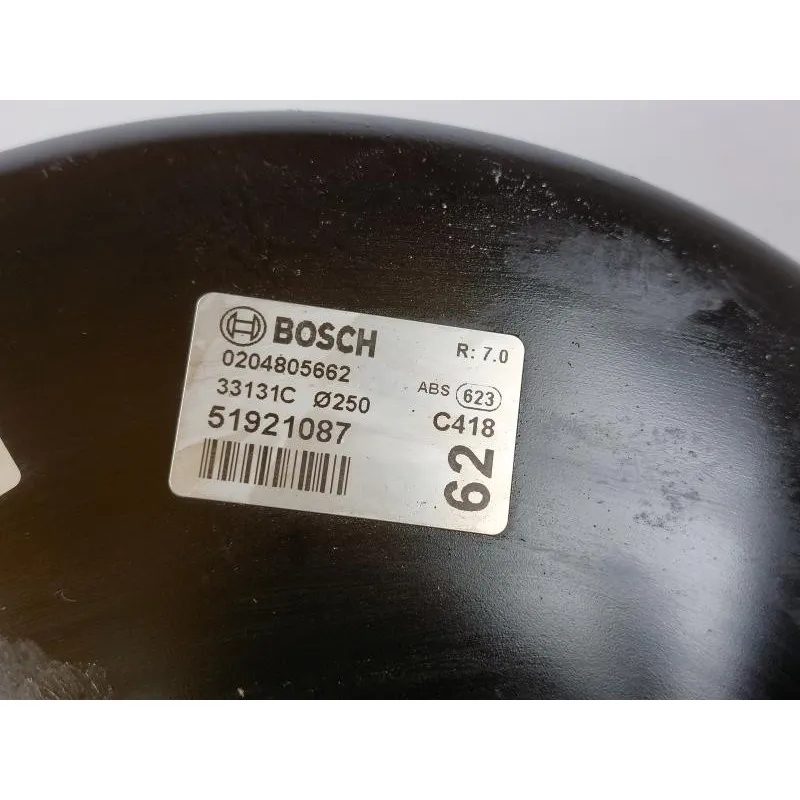 BOSCH R: 7.0
0204805662
33131C Ø250 ABS 623
51921087 C418
62